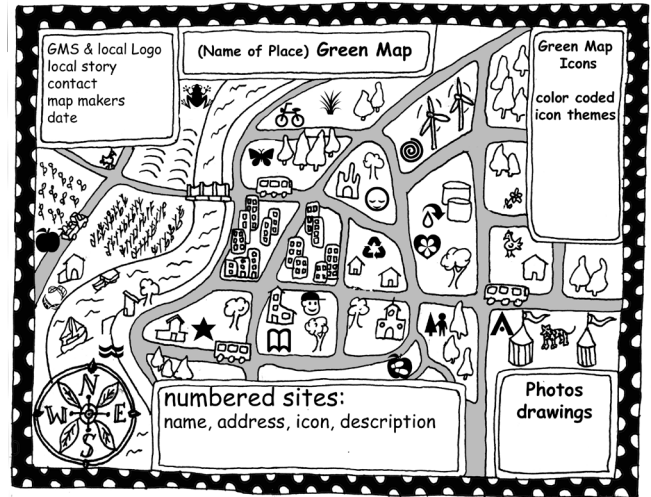 GMS & local Logo
local story
contact
map makers
date
(Name of Place) Green Map
Green Map
Icons
color coded
icon themes
N
W
E
S
numbered sites:
name, address, icon, description
Photos
drawings